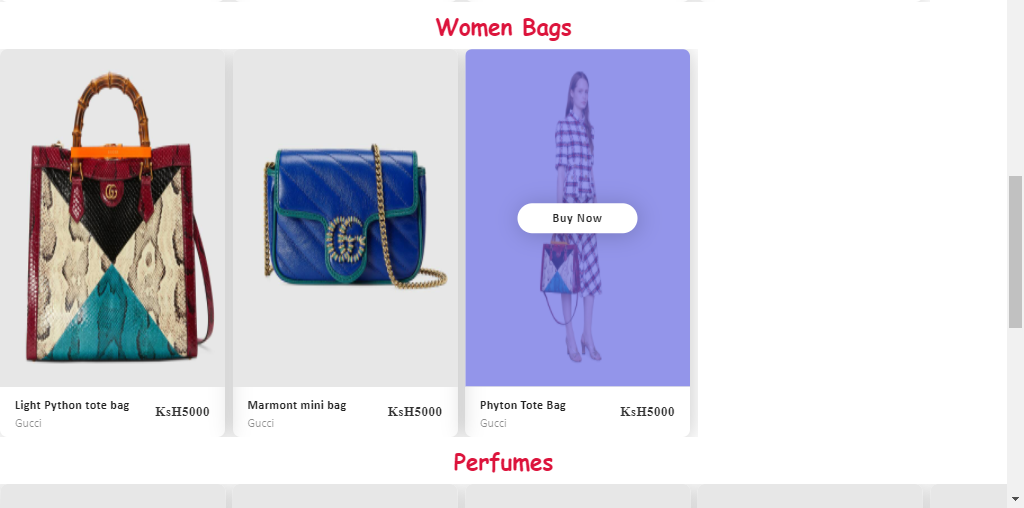 Women Bags
Buy Now
Light Python tote bag
KsH5000
Gucci
Marmont mini bag
KsH5000
Gucci
Phyton Tote Bag
KsH5000
Gucci
Perfumes